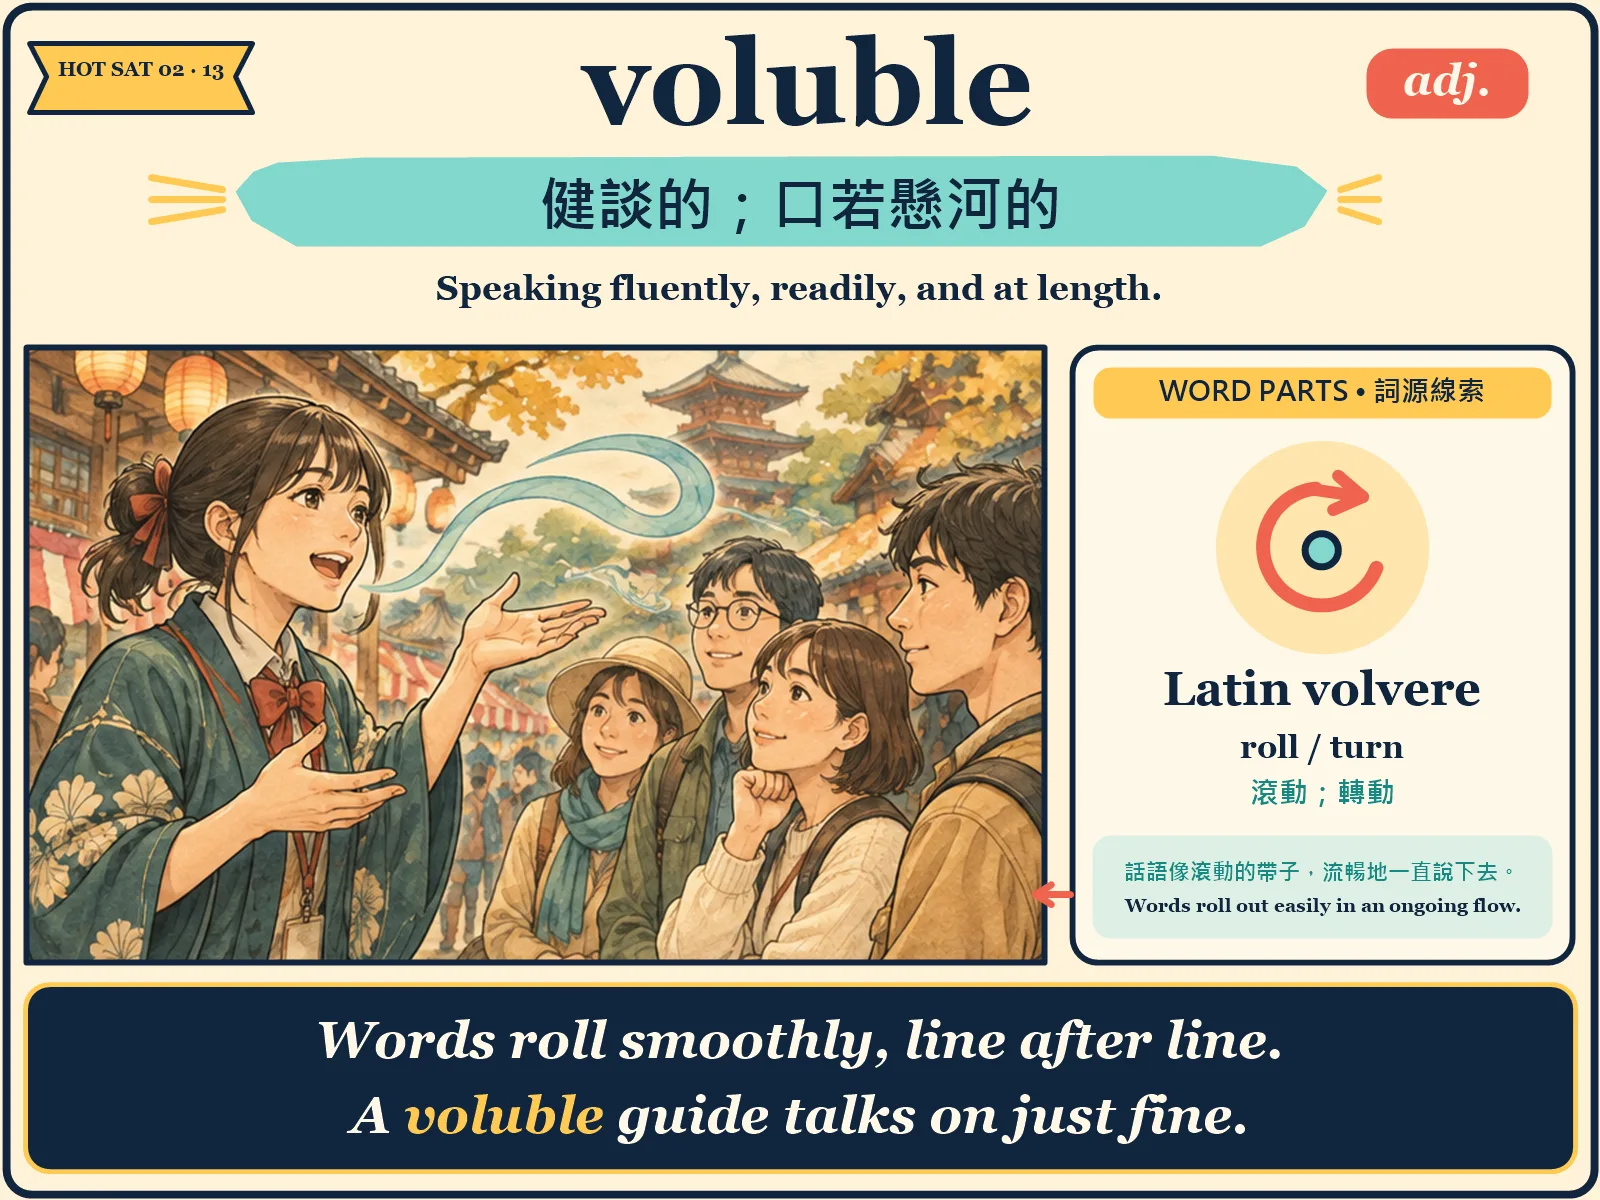 HOT SAT 02 · 13
voluble
adj.
健談的；口若懸河的
Speaking fluently, readily, and at length.
WORD PARTS • 詞源線索
Latin volvere
roll / turn
滾動；轉動
話語像滾動的帶子，流暢地一直說下去。
Words roll out easily in an ongoing flow.
Words roll smoothly, line after line.
A voluble guide talks on just fine.